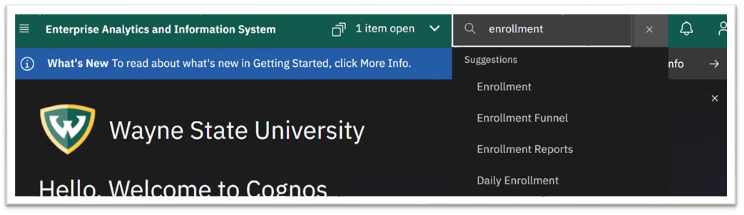 Enterprise Analytics and Information System
1 item open
enrollment
What's New To read about what's new in Getting Started, click More Info.
nfo
Suggestions
Enrollment
Enrollment Funnel
Enrollment Reports
Daily Enrollment
W
Wayne State University
Hello, Welcome to Cognos